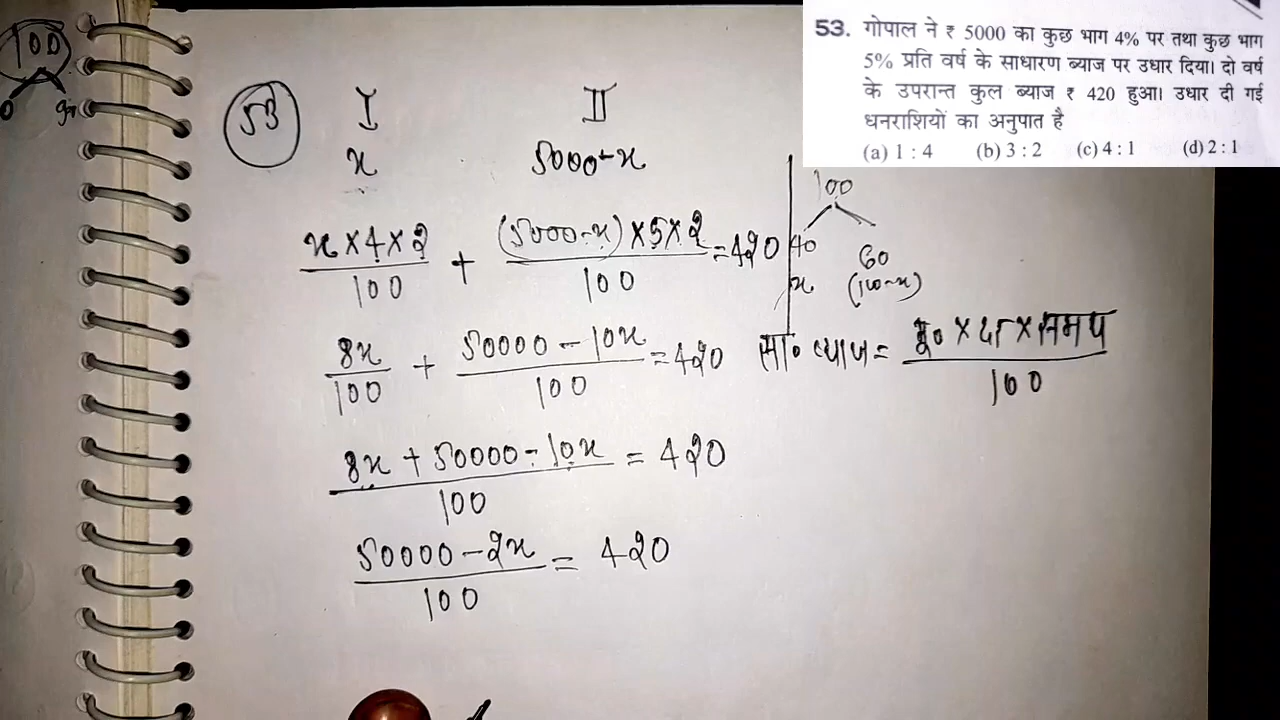 53. गोपाल ने ₹ 5000 का कुछ भाग 4% पर तथा कुछ भाग
5% प्रति वर्ष के साधारण ब्याज पर उधार दिया। दो वर्ष
के उपरान्त कुल ब्याज ₹ 420 हुआ। उधार दी गई
धनराशियों का अनुपात है
(a) 1 : 4 (b) 3 : 2 (c) 4 : 1 (d) 2 : 1
100
53 I II
x 5000-x
x×4×2/100 + (5000-x)×5×2/100 = 420
100
40 60
x (100-x)
8x/100 + 50000-10x/100 = 420
सा० ब्याज = मू० × दर × समय/100
8x + 50000 - 10x/100 = 420
50000 - 2x/100 = 420